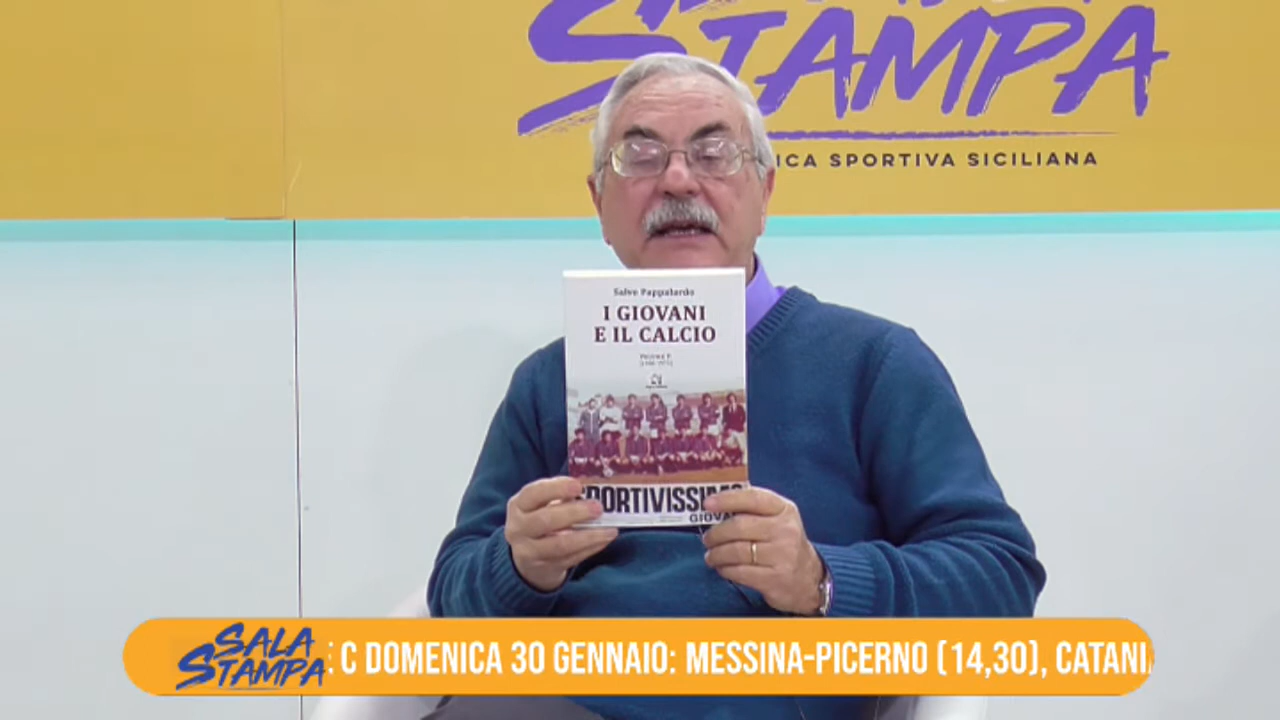 STAMPA
ICA SPORTIVA SICILIANA
Salvo Pappalardo
I GIOVANI
E IL CALCIO
SPORTIVISSIMO
SALA
STAMPA
E C DOMENICA 30 GENNAIO: MESSINA-PICERNO (14,30), CATANI